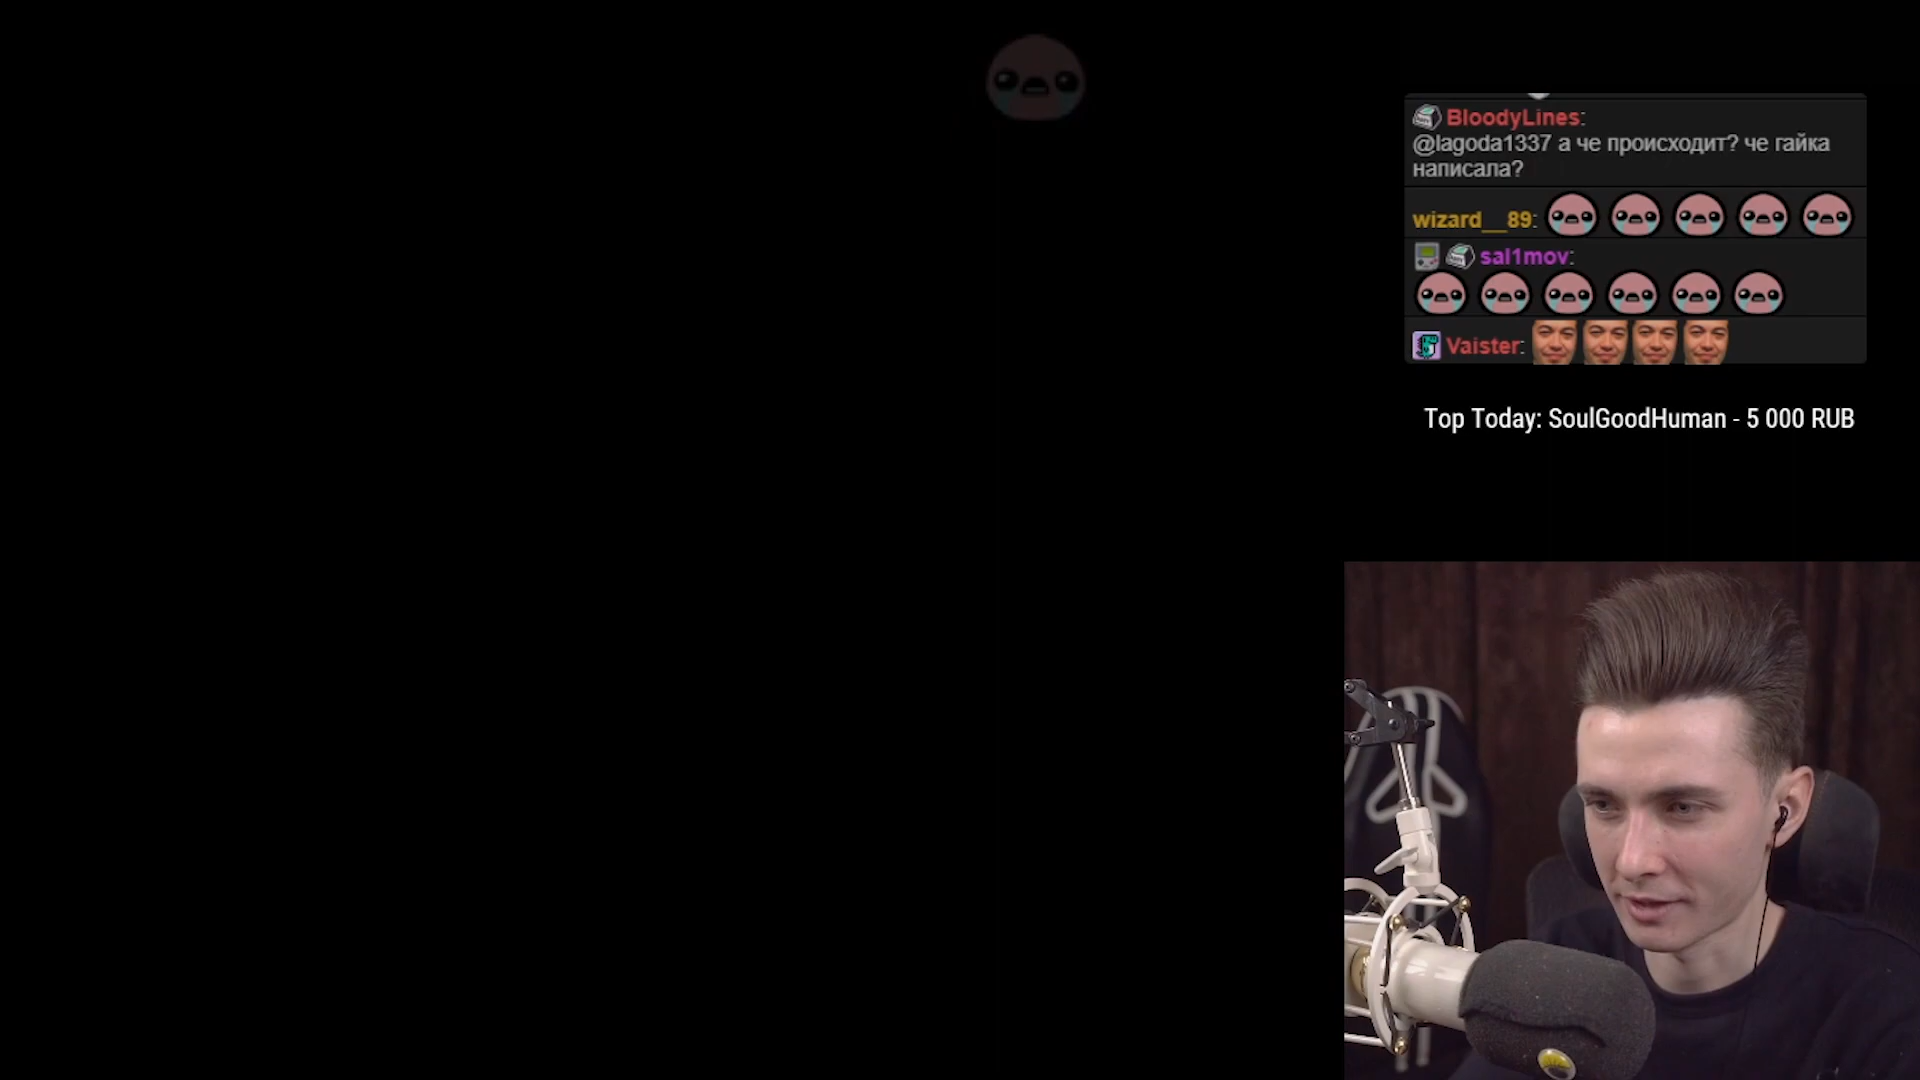 BloodyLines:
@lagoda1337 а че происходит? че гайка
написала?
wizard__89:
sal1mov:
Vaister:
Top Today: SoulGoodHuman - 5 000 RUB